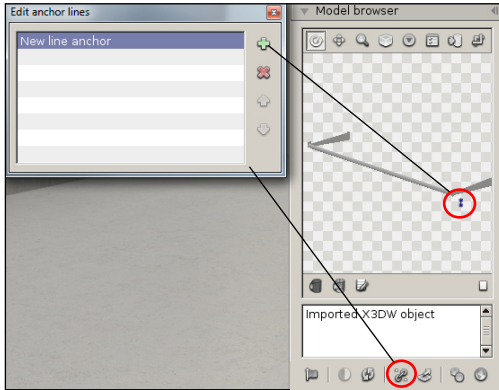 Edit anchor lines
New line anchor
Model browser
Imported X3DW object